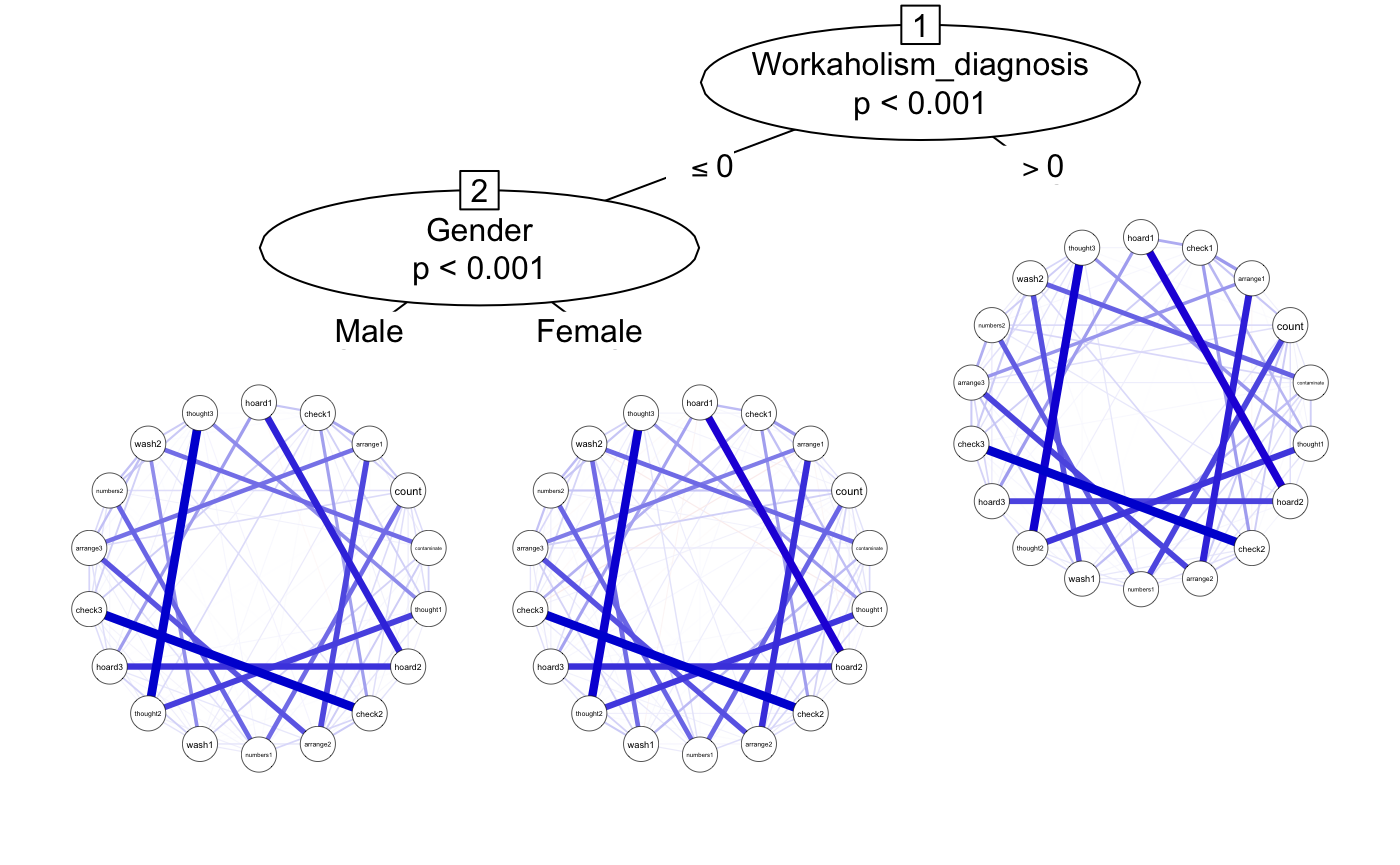 1
Workaholism_diagnosis
p < 0.001
≤ 0
> 0
2
Gender
p < 0.001
Male
Female
hoard1
check1
arrange1
count
contaminate
thought1
hoard2
check2
arrange2
numbers1
wash1
thought2
hoard3
check3
arrange3
numbers2
wash2
thought3
hoard1
check1
arrange1
count
contaminate
thought1
hoard2
check2
arrange2
numbers1
wash1
thought2
hoard3
check3
arrange3
numbers2
wash2
thought3
hoard1
check1
arrange1
count
contaminate
thought1
hoard2
check2
arrange2
numbers1
wash1
thought2
hoard3
check3
arrange3
numbers2
wash2
thought3